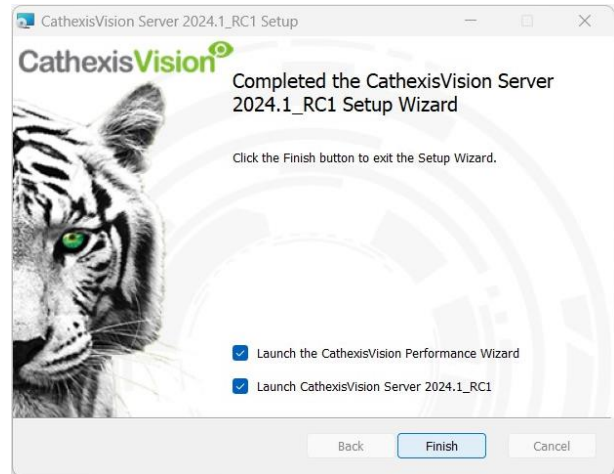 CathexisVision Server 2024.1_RC1 Setup
CathexisVision
Completed the CathexisVision Server
2024.1_RC1 Setup Wizard
Click the Finish button to exit the Setup Wizard.
Launch the CathexisVision Performance Wizard
Launch CathexisVision Server 2024.1_RC1
Back Finish Cancel